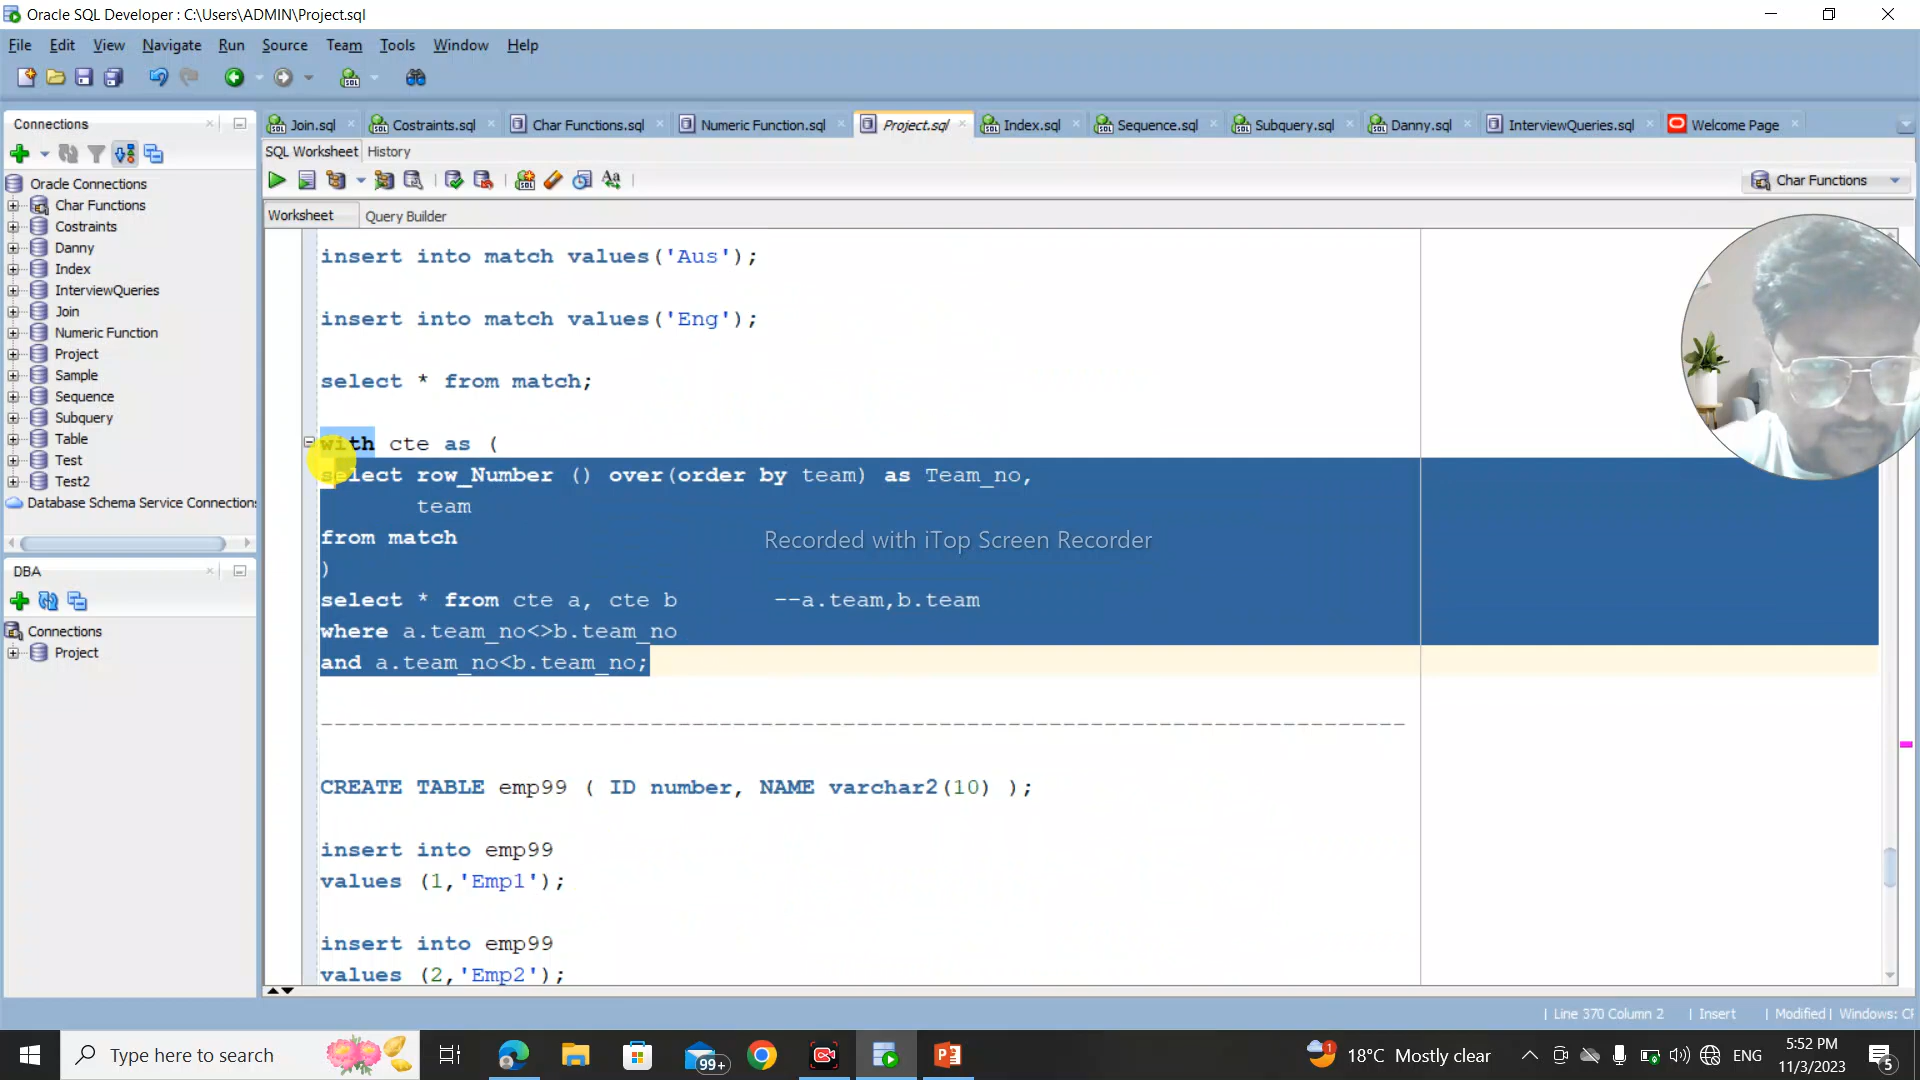 Oracle SQL Developer : C:\Users\ADMIN\Project.sql
File Edit View Navigate Run Source Team Tools Window Help
Connections
Join.sql Costraints.sql Char Functions.sql Numeric Function.sql Project.sql Index.sql Sequence.sql Subquery.sql Danny.sql InterviewQueries.sql Welcome Page
SQL Worksheet History
Char Functions
Worksheet Query Builder
Oracle Connections
Char Functions
Costraints
Danny
Index
InterviewQueries
Join
Numeric Function
Project
Sample
Sequence
Subquery
Table
Test
Test2
Database Schema Service Connections
DBA
Connections
Project
insert into match values('Aus');
insert into match values('Eng');
select * from match;
with cte as (
select row_Number () over(order by team) as Team_no,
team
from match
)
select * from cte a, cte b --a.team,b.team
where a.team_no<>b.team_no
and a.team_no<b.team_no;
Recorded with iTop Screen Recorder
--------------------------------------------------------------------------------
CREATE TABLE emp99 ( ID number, NAME varchar2(10) );
insert into emp99
values (1,'Emp1');
insert into emp99
values (2,'Emp2');
Line 370 Column 2 | Insert | Modified | Windows: CF
Type here to search
99+
18°C Mostly clear
ENG
5:52 PM
11/3/2023
5